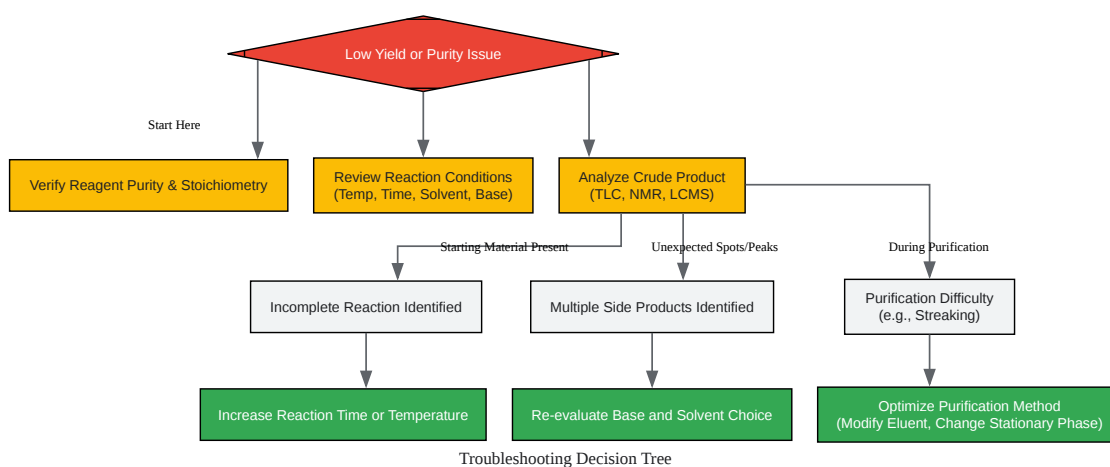 Low Yield or Purity Issue
Start Here
Verify Reagent Purity & Stoichiometry
Review Reaction Conditions
(Temp, Time, Solvent, Base)
Analyze Crude Product
(TLC, NMR, LCMS)
Starting Material Present
Unexpected Spots/Peaks
During Purification
Incomplete Reaction Identified
Multiple Side Products Identified
Purification Difficulty
(e.g., Streaking)
Increase Reaction Time or Temperature
Re-evaluate Base and Solvent Choice
Optimize Purification Method
(Modify Eluent, Change Stationary Phase)
Troubleshooting Decision Tree